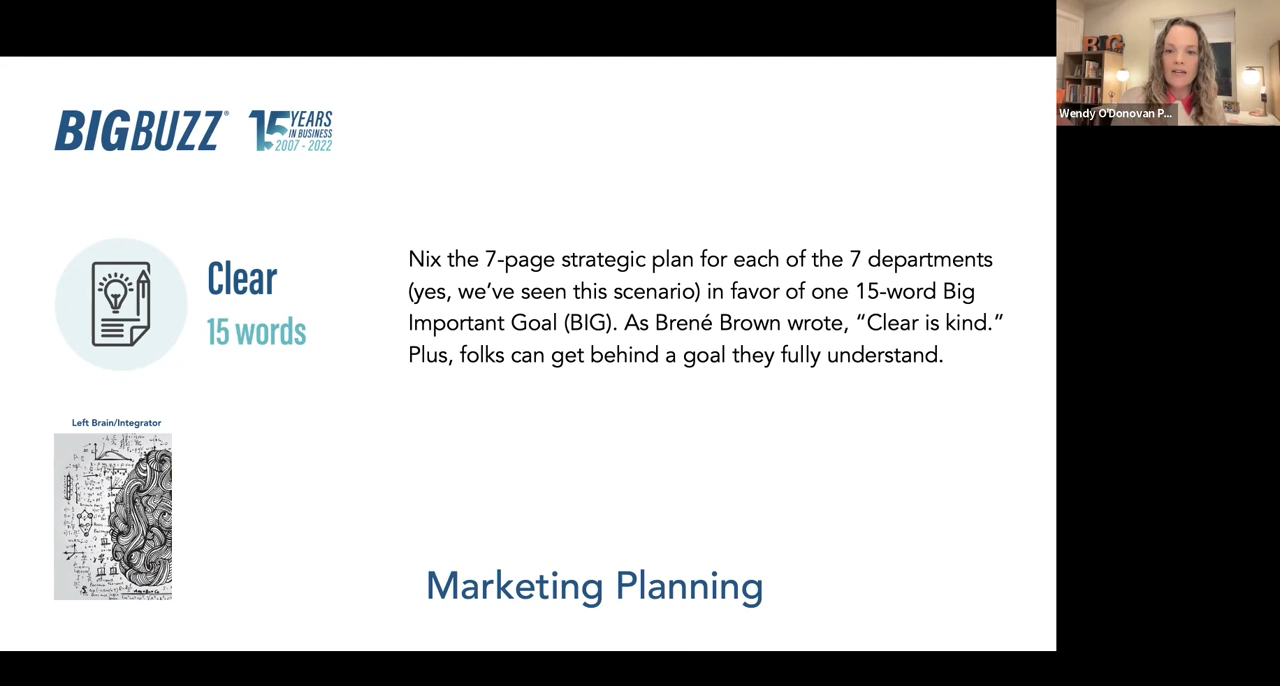 BIGBUZZ®
15 YEARS
IN BUSINESS
2007 - 2022
BIG
Wendy O'Donovan P...
Clear
15 words
Nix the 7-page strategic plan for each of the 7 departments
(yes, we’ve seen this scenario) in favor of one 15-word Big
Important Goal (BIG). As Brené Brown wrote, “Clear is kind.”
Plus, folks can get behind a goal they fully understand.
Left Brain/Integrator
Marketing Planning